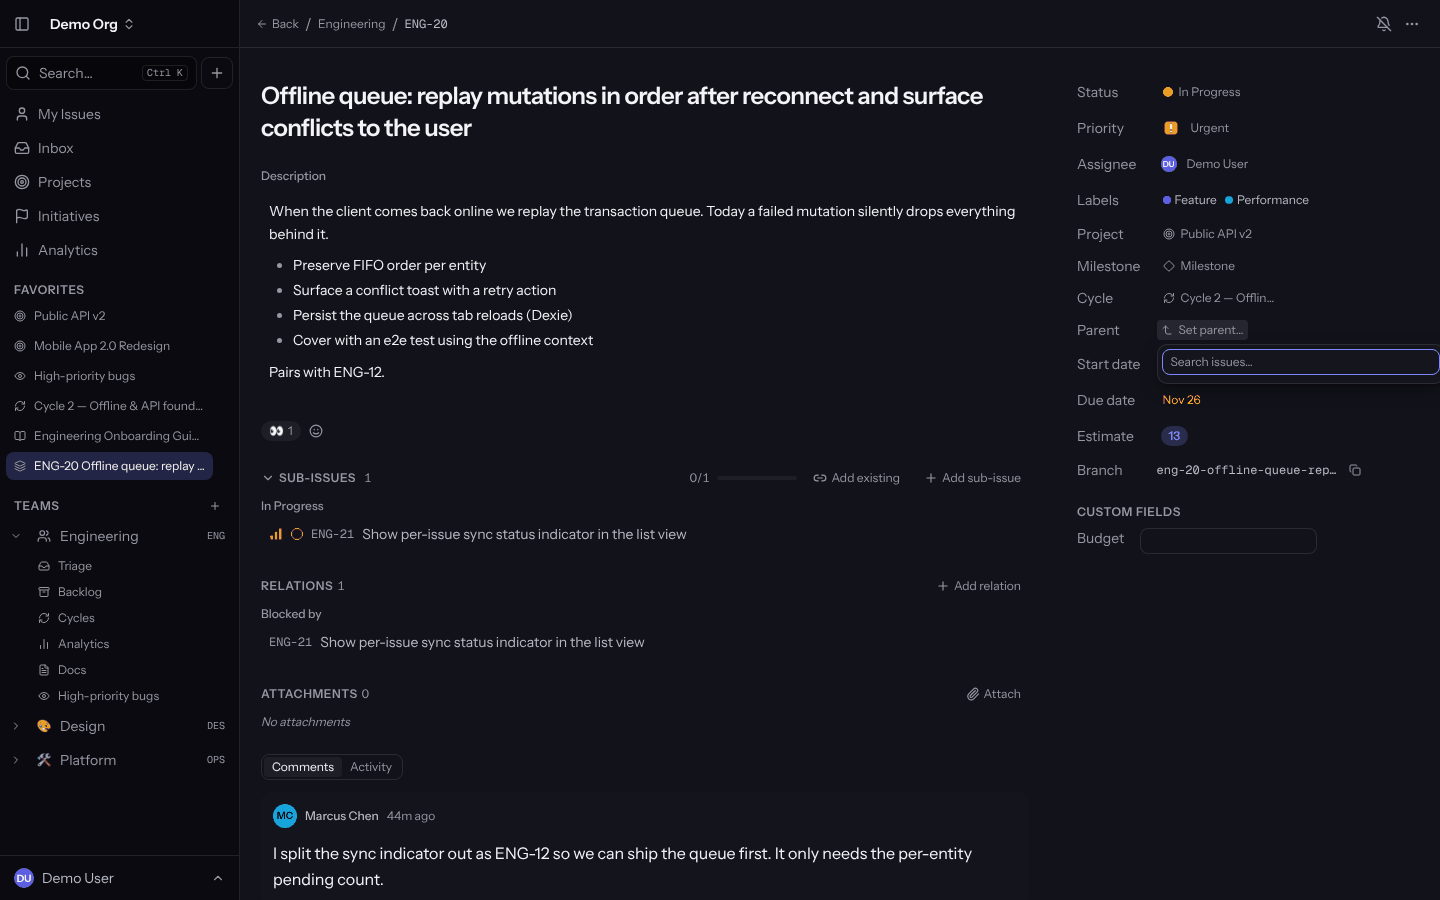 Demo Org
Search...
Ctrl K
My Issues
Inbox
Projects
Initiatives
Analytics
FAVORITES
Public API v2
Mobile App 2.0 Redesign
High-priority bugs
Cycle 2 — Offline & API found...
Engineering Onboarding Gui...
ENG-20 Offline queue: replay ...
TEAMS
Engineering ENG
Triage
Backlog
Cycles
Analytics
Docs
High-priority bugs
Design DES
Platform OPS
DU Demo User
Back / Engineering / ENG-20
Offline queue: replay mutations in order after reconnect and surface
conflicts to the user
Description
When the client comes back online we replay the transaction queue. Today a failed mutation silently drops everything
behind it.
Preserve FIFO order per entity
Surface a conflict toast with a retry action
Persist the queue across tab reloads (Dexie)
Cover with an e2e test using the offline context
Pairs with ENG-12.
1
SUB-ISSUES 1
0/1
Add existing
Add sub-issue
In Progress
ENG-21 Show per-issue sync status indicator in the list view
RELATIONS 1
Add relation
Blocked by
ENG-21 Show per-issue sync status indicator in the list view
ATTACHMENTS 0
Attach
No attachments
Comments
Activity
MC Marcus Chen 44m ago
I split the sync indicator out as ENG-12 so we can ship the queue first. It only needs the per-entity
pending count.
Status In Progress
Priority Urgent
Assignee DU Demo User
Labels Feature Performance
Project Public API v2
Milestone Milestone
Cycle Cycle 2 — Offlin...
Parent Set parent...
Search issues...
Start date
Due date Nov 26
Estimate 13
Branch eng-20-offline-queue-rep...
CUSTOM FIELDS
Budget